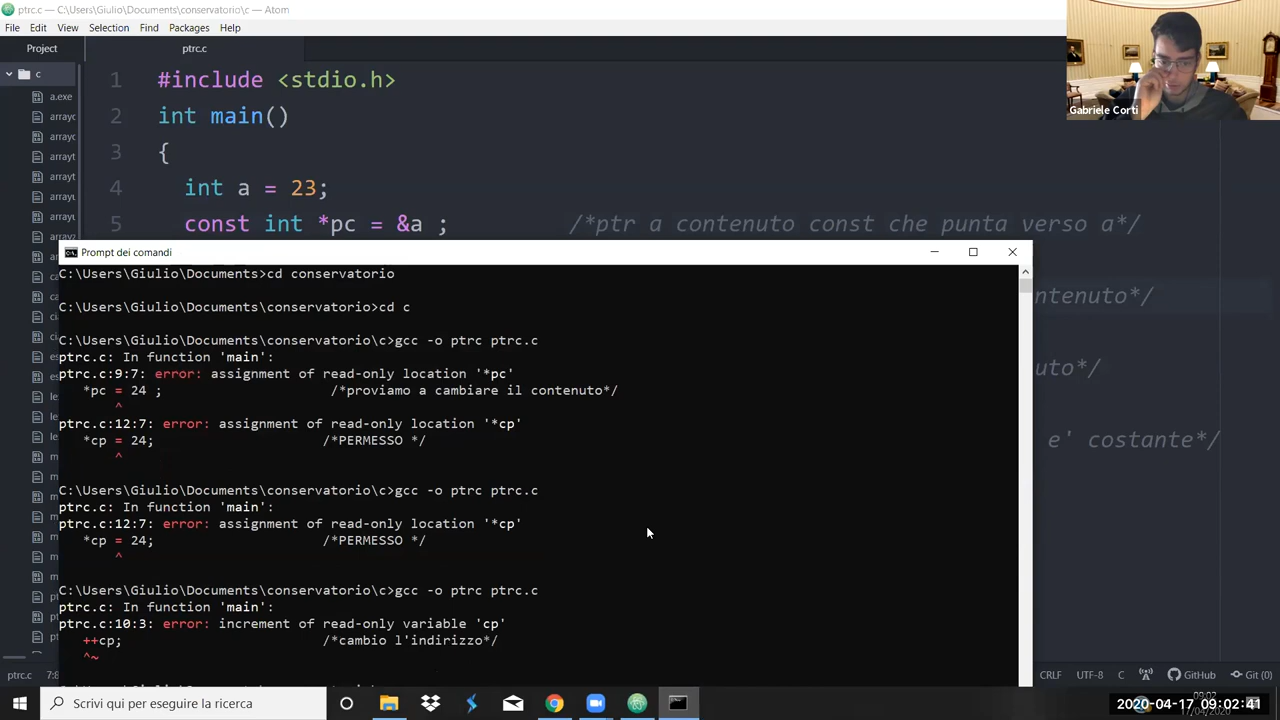 ptrc.c — C:\Users\Giulio\Documents\conservatorio\c — Atom
File Edit View Selection Find Packages Help
Project
ptrc.c
c
a.exe
1 #include <stdio.h>
2 int main()
3 {
4 int a = 23;
5 const int *pc = &a ; /*ptr a contenuto const che punta verso a*/
ntenuto*/
uto*/
e' costante*/
Gabriele Corti
Prompt dei comandi
C:\Users\Giulio\Documents>cd conservatorio
C:\Users\Giulio\Documents\conservatorio>cd c
C:\Users\Giulio\Documents\conservatorio\c>gcc -o ptrc ptrc.c
ptrc.c: In function 'main':
ptrc.c:9:7: error: assignment of read-only location '*pc'
*pc = 24 ; /*proviamo a cambiare il contenuto*/
^
ptrc.c:12:7: error: assignment of read-only location '*cp'
*cp = 24; /*PERMESSO */
^
C:\Users\Giulio\Documents\conservatorio\c>gcc -o ptrc ptrc.c
ptrc.c: In function 'main':
ptrc.c:12:7: error: assignment of read-only location '*cp'
*cp = 24; /*PERMESSO */
^
C:\Users\Giulio\Documents\conservatorio\c>gcc -o ptrc ptrc.c
ptrc.c: In function 'main':
ptrc.c:10:3: error: increment of read-only variable 'cp'
++cp; /*cambio l'indirizzo*/
^~
ptrc.c CRLF UTF-8 C GitHub Git (0)
Scrivi qui per eseguire la ricerca
2020-04-17 09:02:41